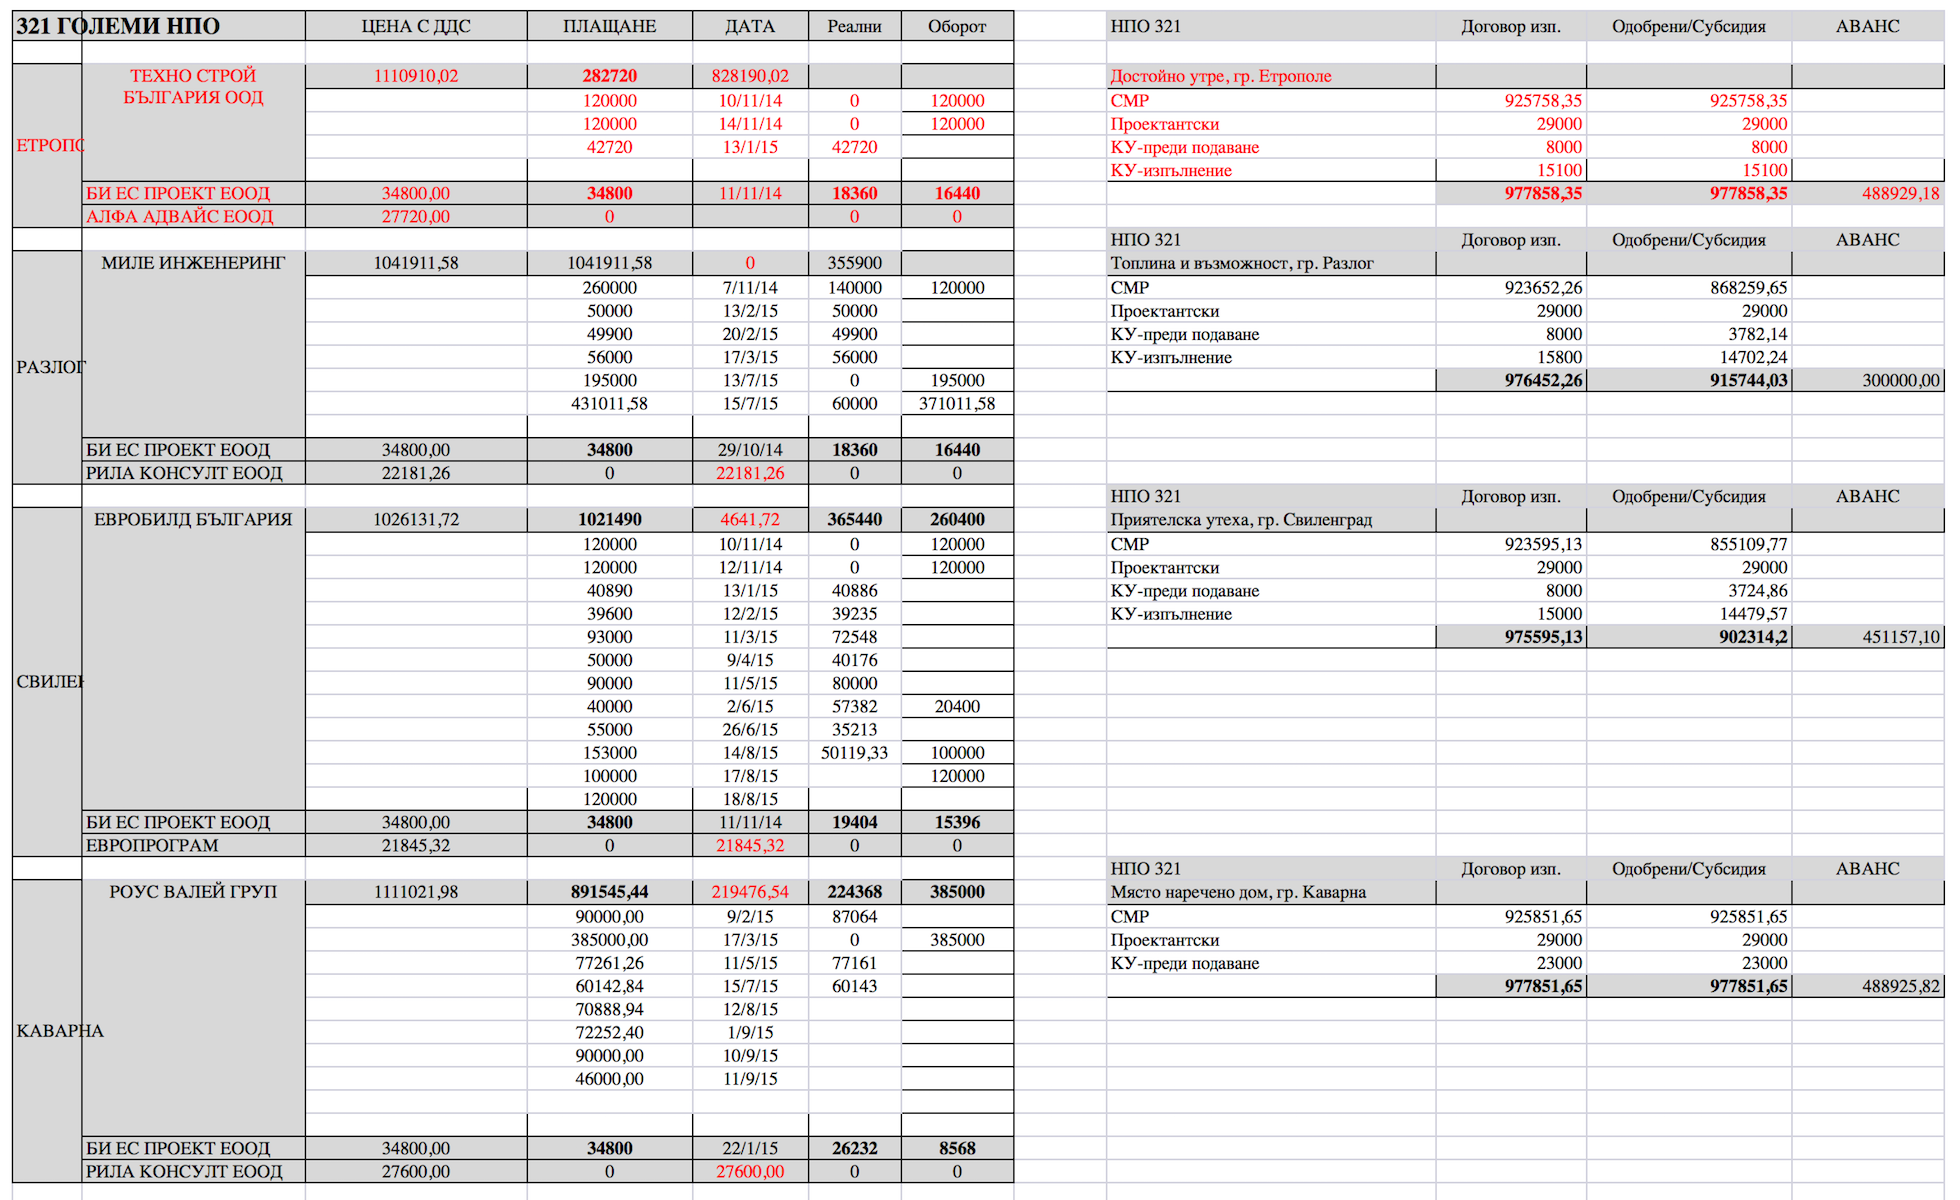 321 ГОЛЕМИ НПО ЦЕНА С ДДС ПЛАЩАНЕ ДАТА Реални Оборот
ТЕХНО СТРОЙ 1110910,02 282720 828190,02
БЪЛГАРИЯ ООД 120000 10/11/14 0 120000
120000 14/11/14 0 120000
ЕТРОПО 42720 13/1/15 42720
БИ ЕС ПРОЕКТ ЕООД 34800,00 34800 11/11/14 18360 16440
АЛФА АДВАЙС ЕООД 27720,00 0 0 0
МИЛЕ ИНЖЕНЕРИНГ 1041911,58 1041911,58 0 355900
260000 7/11/14 140000 120000
50000 13/2/15 50000
49900 20/2/15 49900
56000 17/3/15 56000
РАЗЛОГ 195000 13/7/15 0 195000
431011,58 15/7/15 60000 371011,58
БИ ЕС ПРОЕКТ ЕООД 34800,00 34800 29/10/14 18360 16440
РИЛА КОНСУЛТ ЕООД 22181,26 0 22181,26 0 0
ЕВРОБИЛД БЪЛГАРИЯ 1026131,72 1021490 4641,72 365440 260400
120000 10/11/14 0 120000
120000 12/11/14 0 120000
40890 13/1/15 40886
39600 12/2/15 39235
93000 11/3/15 72548
50000 9/4/15 40176
СВИЛЕН 90000 11/5/15 80000
40000 2/6/15 57382 20400
55000 26/6/15 35213
153000 14/8/15 50119,33 100000
100000 17/8/15 120000
120000 18/8/15
БИ ЕС ПРОЕКТ ЕООД 34800,00 34800 11/11/14 19404 15396
ЕВРОПРОГРАМ 21845,32 0 21845,32 0 0
РОУС ВАЛЕЙ ГРУП 1111021,98 891545,44 219476,54 224368 385000
90000,00 9/2/15 87064
385000,00 17/3/15 0 385000
77261,26 11/5/15 77161
60142,84 15/7/15 60143
70888,94 12/8/15
КАВАРНА 72252,40 1/9/15
90000,00 10/9/15
46000,00 11/9/15
БИ ЕС ПРОЕКТ ЕООД 34800,00 34800 22/1/15 26232 8568
РИЛА КОНСУЛТ ЕООД 27600,00 0 27600,00 0 0
НПО 321 Договор изп. Одобрени/Субсидия АВАНС
Достойно утре, гр. Етрополе
СМР 925758,35 925758,35
Проектантски 29000 29000
КУ-преди подаване 8000 8000
КУ-изпълнение 15100 15100
977858,35 977858,35 488929,18
НПО 321 Договор изп. Одобрени/Субсидия АВАНС
Топлина и възможност, гр. Разлог
СМР 923652,26 868259,65
Проектантски 29000 29000
КУ-преди подаване 8000 3782,14
КУ-изпълнение 15800 14702,24
976452,26 915744,03 300000,00
НПО 321 Договор изп. Одобрени/Субсидия АВАНС
Приятелска утеха, гр. Свиленград
СМР 923595,13 855109,77
Проектантски 29000 29000
КУ-преди подаване 8000 3724,86
КУ-изпълнение 15000 14479,57
975595,13 902314,2 451157,10
НПО 321 Договор изп. Одобрени/Субсидия АВАНС
Място наречено дом, гр. Каварна
СМР 925851,65 925851,65
Проектантски 29000 29000
КУ-преди подаване 23000 23000
977851,65 977851,65 488925,82